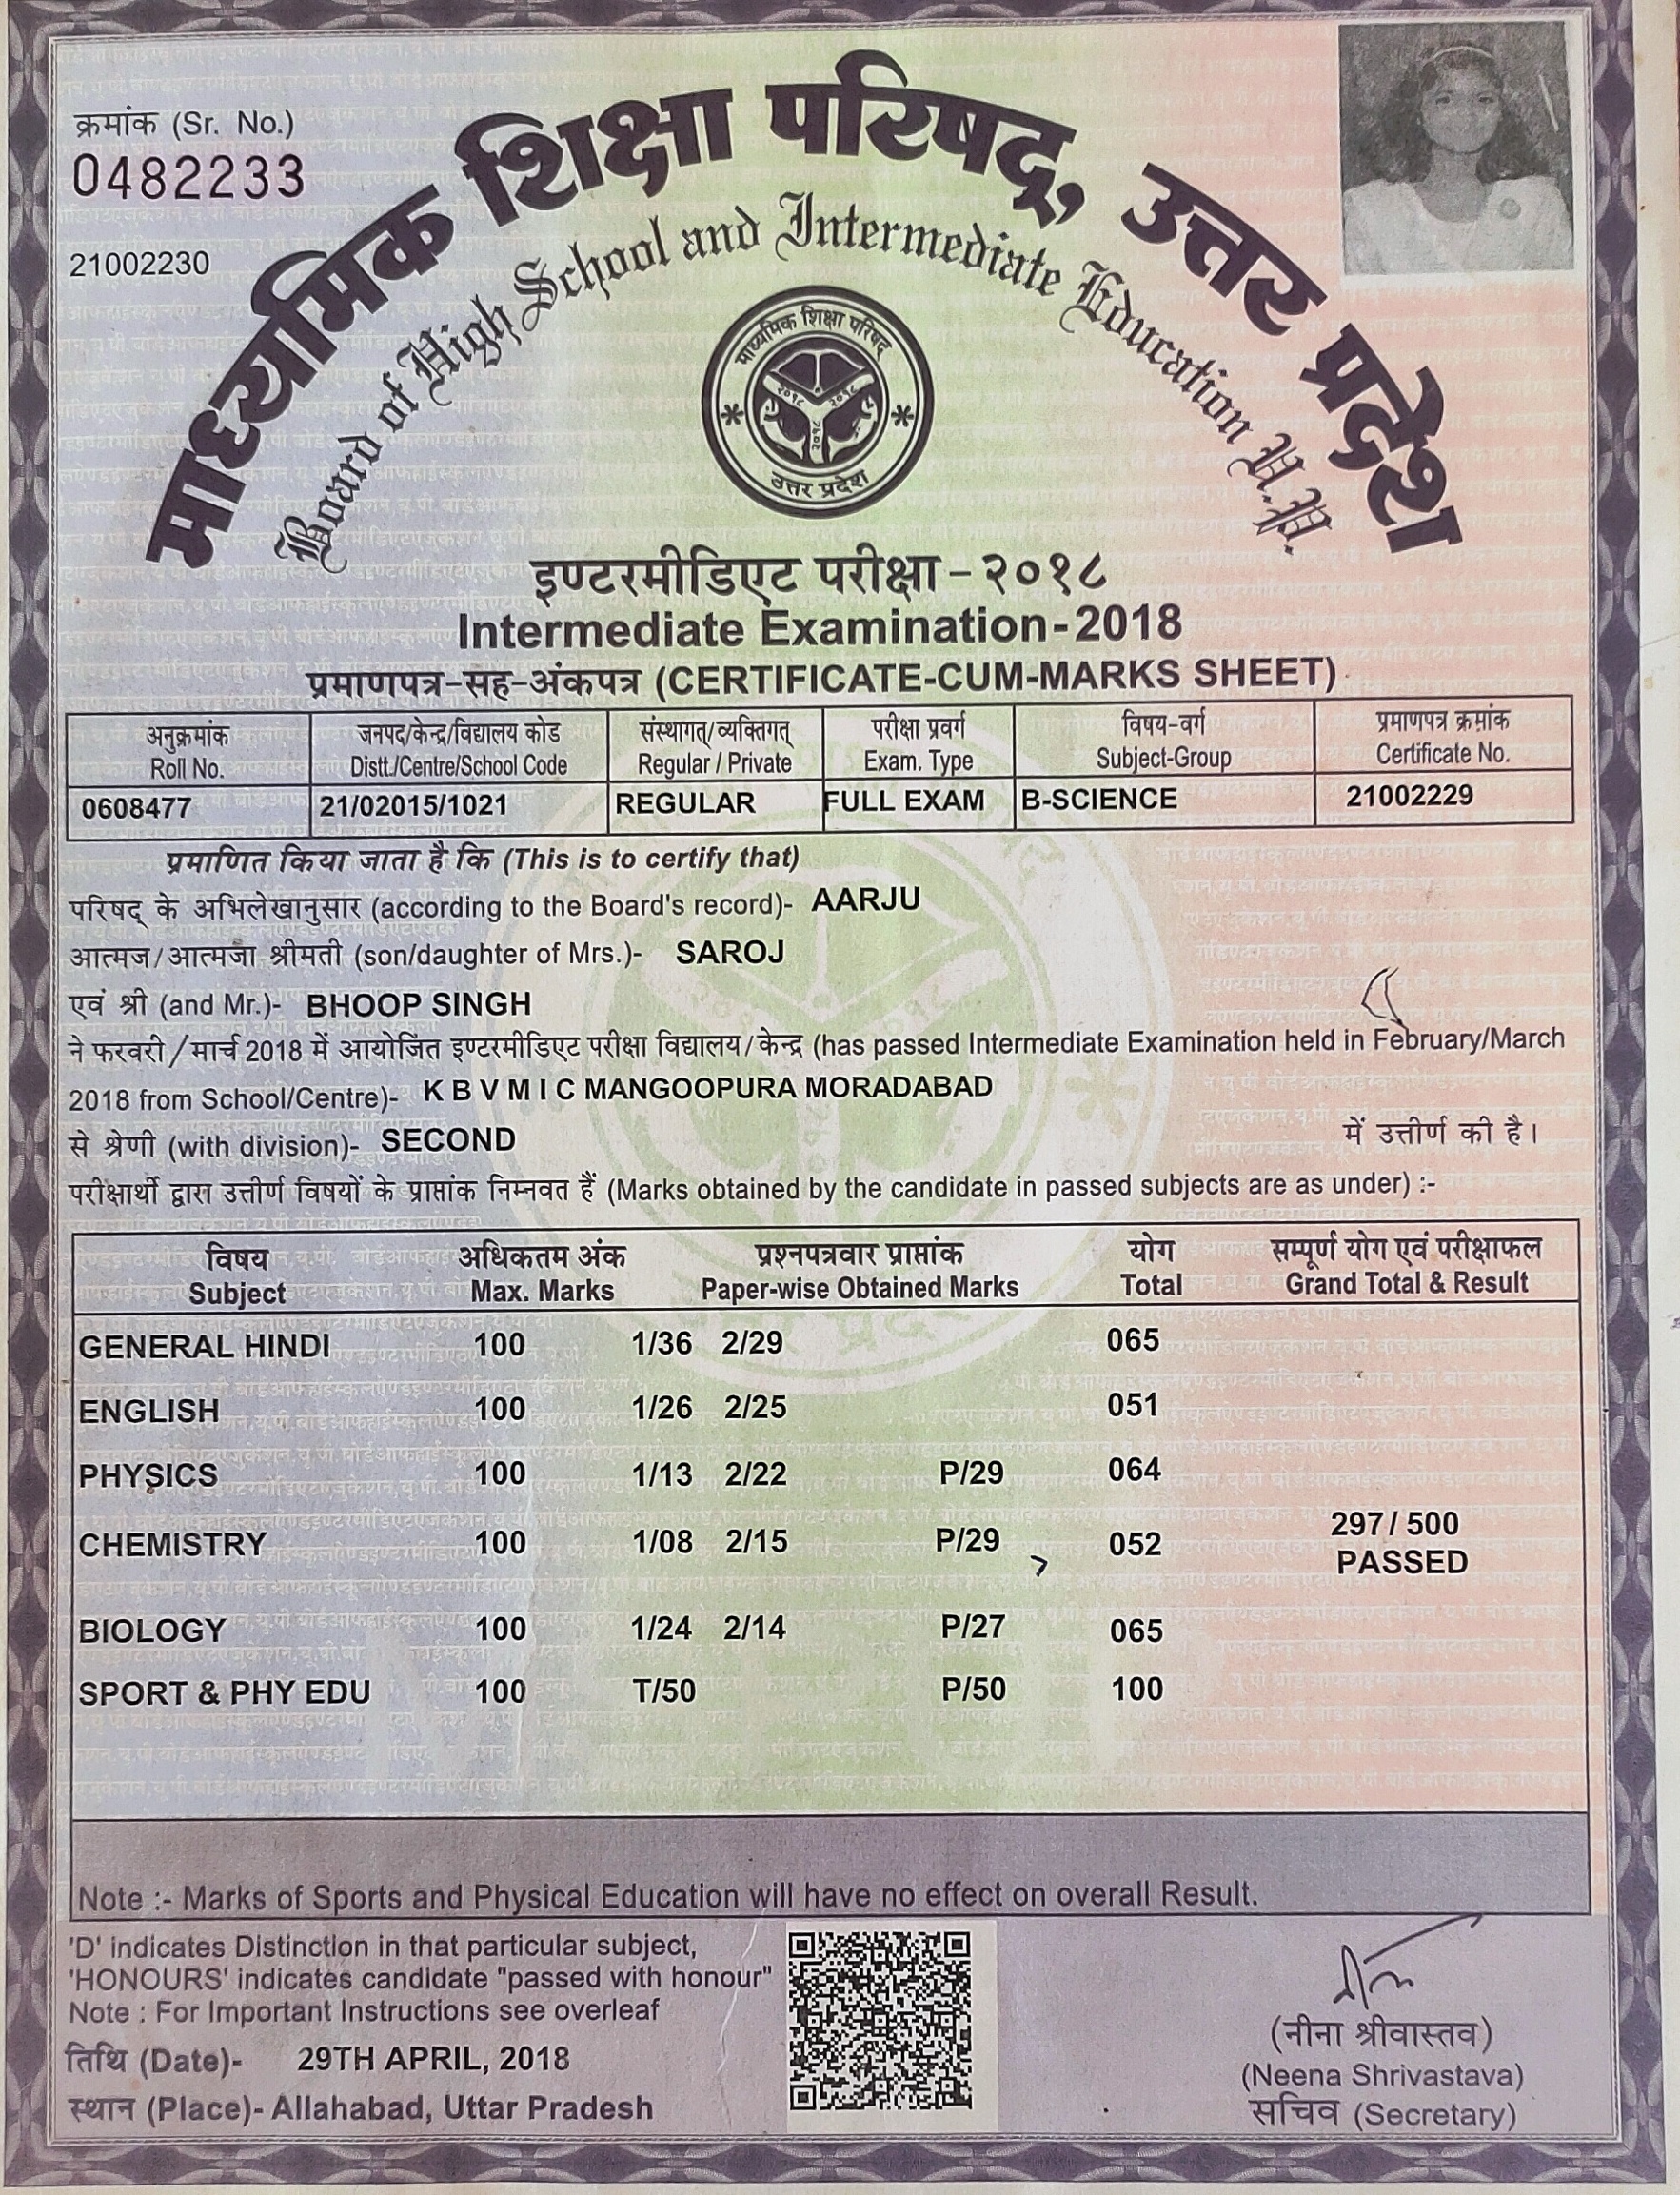 क्रमांक (Sr. No.)
0482233
21002230
माध्यमिक शिक्षा परिषद्, उत्तर प्रदेश
Board of High School and Intermediate Education U.P.
माध्यमिक शिक्षा परिषद्
२०१८ २०१८
२०१८
उत्तर प्रदेश
इण्टरमीडिएट परीक्षा - २०१८
Intermediate Examination-2018
प्रमाणपत्र-सह-अंकपत्र (CERTIFICATE-CUM-MARKS SHEET)
अनुक्रमांक जनपद/केन्द्र/विद्यालय कोड संस्थागत्/व्यक्तिगत् परीक्षा प्रवर्ग विषय-वर्ग प्रमाणपत्र क्रमांक
Roll No. Distt./Centre/School Code Regular / Private Exam. Type Subject-Group Certificate No.
0608477 21/02015/1021 REGULAR FULL EXAM B-SCIENCE 21002229
प्रमाणित किया जाता है कि (This is to certify that)
परिषद् के अभिलेखानुसार (according to the Board's record)- AARJU
आत्मज/आत्मजा श्रीमती (son/daughter of Mrs.)- SAROJ
एवं श्री (and Mr.)- BHOOP SINGH
ने फरवरी/मार्च 2018 में आयोजित इण्टरमीडिएट परीक्षा विद्यालय/केन्द्र (has passed Intermediate Examination held in February/March
2018 from School/Centre)- K B V M I C MANGOOPURA MORADABAD
से श्रेणी (with division)- SECOND में उत्तीर्ण की है।
परीक्षार्थी द्वारा उत्तीर्ण विषयों के प्राप्तांक निम्नवत हैं (Marks obtained by the candidate in passed subjects are as under) :-
विषय अधिकतम अंक प्रश्नपत्रवार प्राप्तांक योग सम्पूर्ण योग एवं परीक्षाफल
Subject Max. Marks Paper-wise Obtained Marks Total Grand Total & Result
GENERAL HINDI 100 1/36 2/29 065
ENGLISH 100 1/26 2/25 051
PHYSICS 100 1/13 2/22 P/29 064
CHEMISTRY 100 1/08 2/15 P/29 052 297/ 500
PASSED
BIOLOGY 100 1/24 2/14 P/27 065
SPORT & PHY EDU 100 T/50 P/50 100
Note :- Marks of Sports and Physical Education will have no effect on overall Result.
'D' indicates Distinction in that particular subject,
'HONOURS' indicates candidate "passed with honour"
Note : For Important Instructions see overleaf
तिथि (Date)- 29TH APRIL, 2018
स्थान (Place)- Allahabad, Uttar Pradesh
(नीना श्रीवास्तव)
(Neena Shrivastava)
सचिव (Secretary)